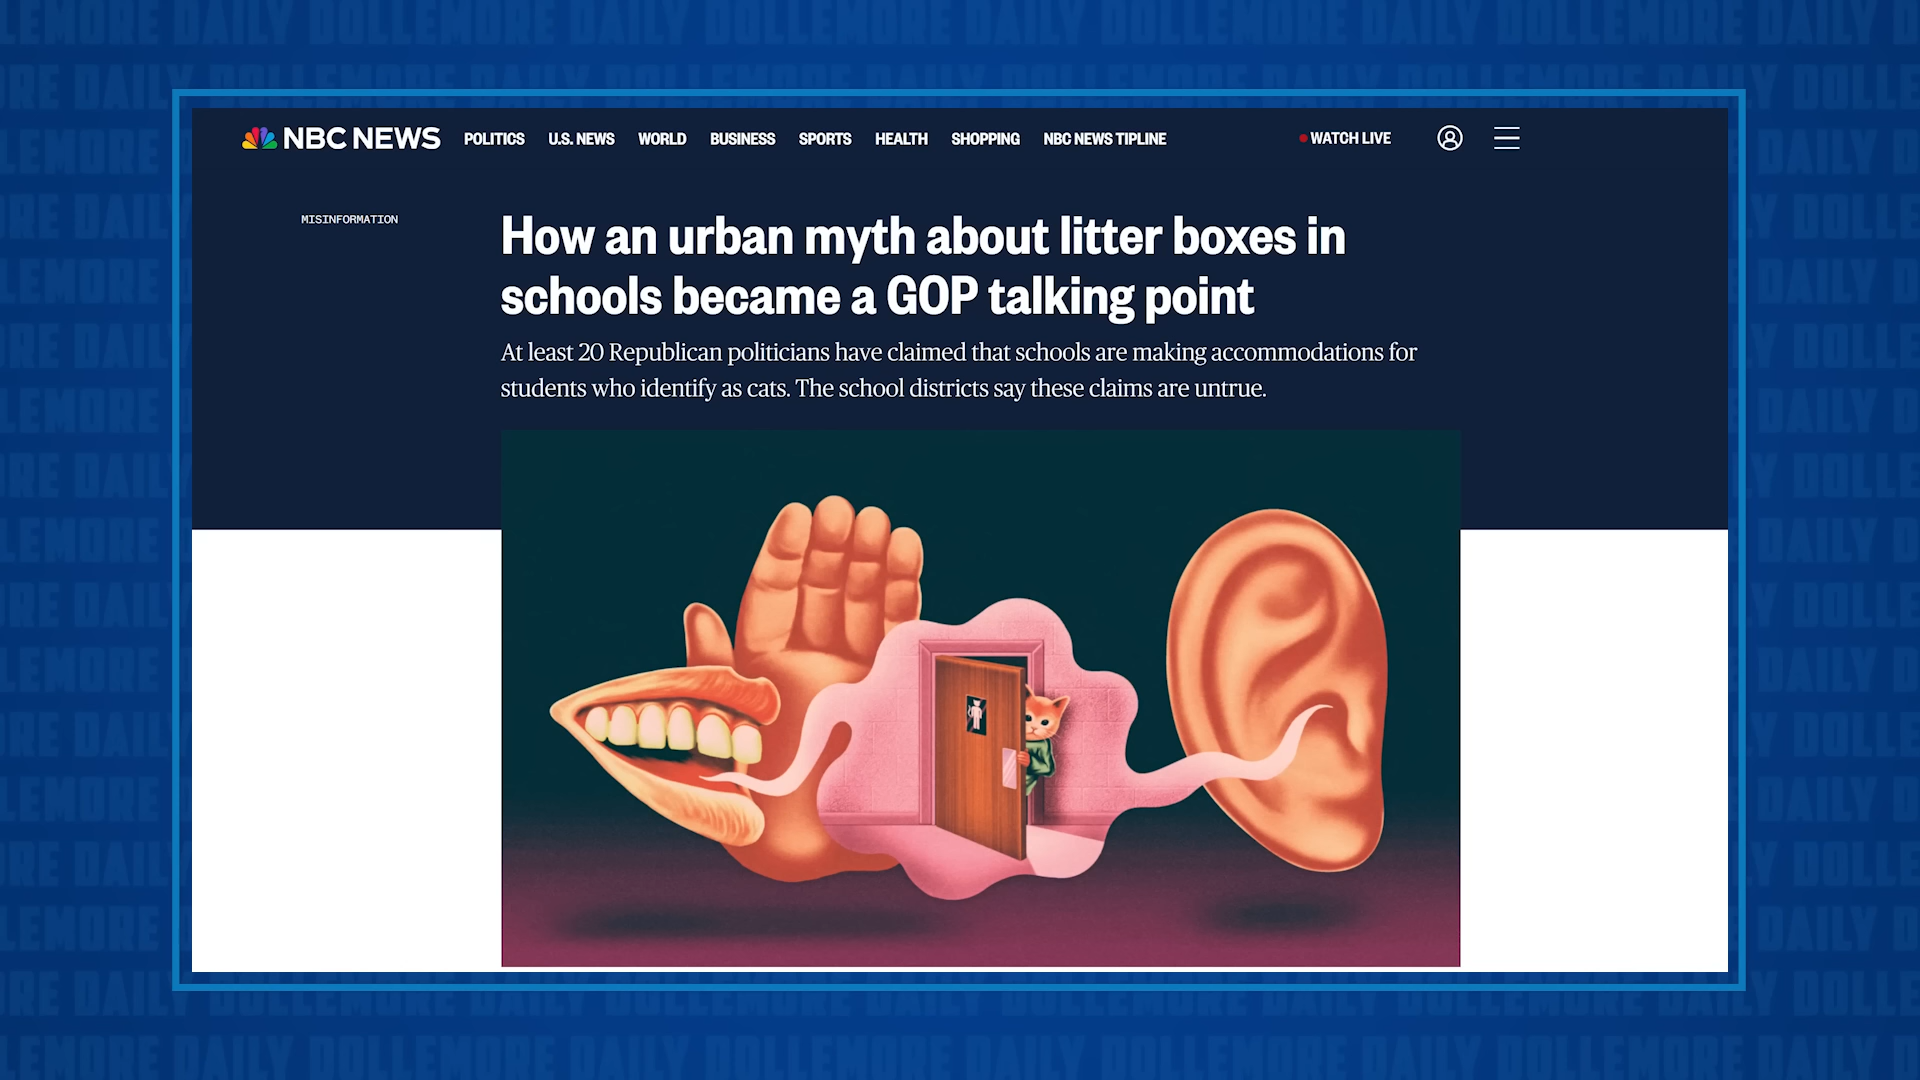 NBC NEWS POLITICS U.S. NEWS WORLD BUSINESS SPORTS HEALTH SHOPPING NBC NEWS TIPLINE WATCH LIVE
MISINFORMATION
How an urban myth about litter boxes in
schools became a GOP talking point
At least 20 Republican politicians have claimed that schools are making accommodations for
students who identify as cats. The school districts say these claims are untrue.
DAILY DOLLEMORE